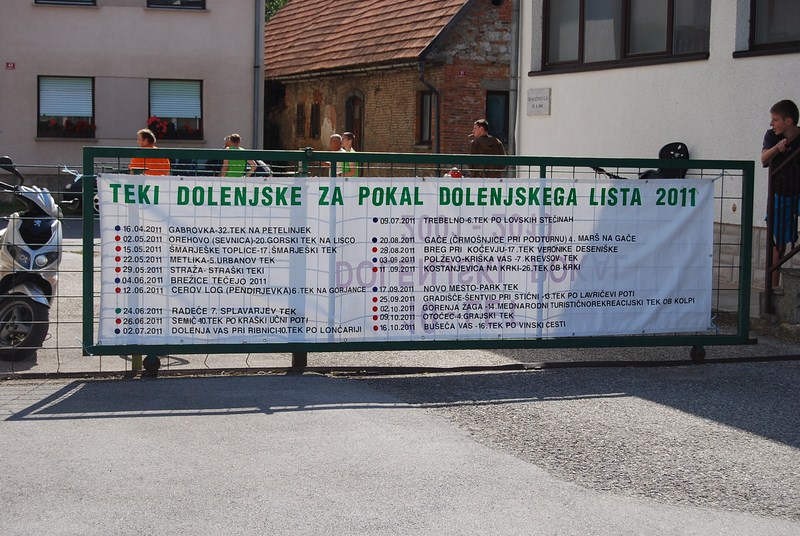 TEKI DOLENJSKE ZA POKAL DOLENJSKEGA LISTA 2011
16.04.2011 GABROVKA-32.TEK NA PETELINJEK
02.05.2011 OREHOVO (SEVNICA)-20.GORSKI TEK NA LISCO
15.05.2011 ŠMARJEŠKE TOPLICE-17.ŠMARJEŠKI TEK
22.05.2011 METLIKA-5.URBANOV TEK
29.05.2011 STRAŽA- STRAŠKI TEKI
04.06.2011 BREŽICE TEČEJO 2011
12.06.2011 CEROV LOG (PENDIRJEVKA)-6.TEK NA GORJANCE
24.06.2011 RADEČE 7. SPLAVARJEV TEK
26.06.2011 SEMIČ-10.TEK PO KRAŠKI UČNI POTI
02.07.2011 DOLENJA VAS PRI RIBNICI-10.TEK PO LONČARIJI
09.07.2011 TREBELNO-6.TEK PO LOVSKIH STEČINAH
20.08.2011 GAČE (ČRMOŠNJICE PRI PODTURNU) 4. MARŠ NA GAČE
28.08.2011 BREG PRI KOČEVJU-17.TEK VERONIKE DESENIŠKE
03.09.2011 POLŽEVO-KRIŠKA VAS -7.KREVSOV TEK
11.09.2011 KOSTANJEVICA NA KRKI-26.TEK OB KRKI
17.09.2011 NOVO MESTO-PARK TEK
25.09.2011 GRADIŠČE-ŠENTVID PRI STIČNI -13.TEK PO LAVRIČEVI POTI
02.10.2011 GORENJA ŽAGA -14.MEDNARODNI TURISTIČNOREKREACIJSKI TEK OB KOLPI
09.10.2011 OTOČEC-4.GRAJSKI TEK
16.10.2011 BUŠEČA VAS -16.TEK PO VINSKI CESTI